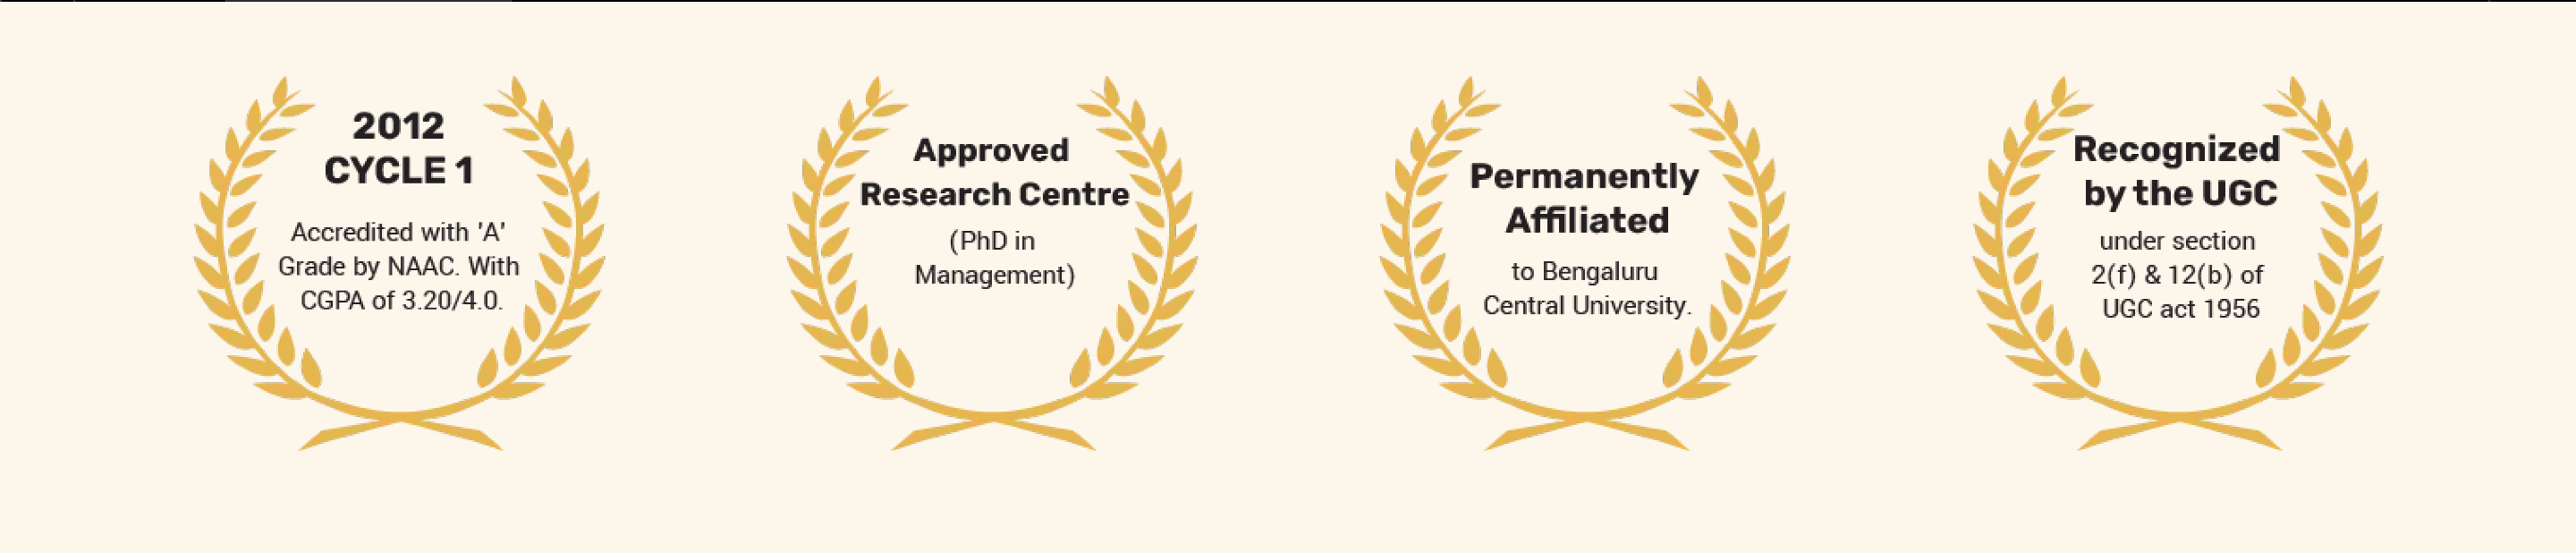 2012
CYCLE 1
Accredited with 'A'
Grade by NAAC. With
CGPA of 3.20/4.0.
Approved
Research Centre
(PhD in
Management)
Permanently
Affiliated
to Bengaluru
Central University.
Recognized
by the UGC
under section
2(f) & 12(b) of
UGC act 1956